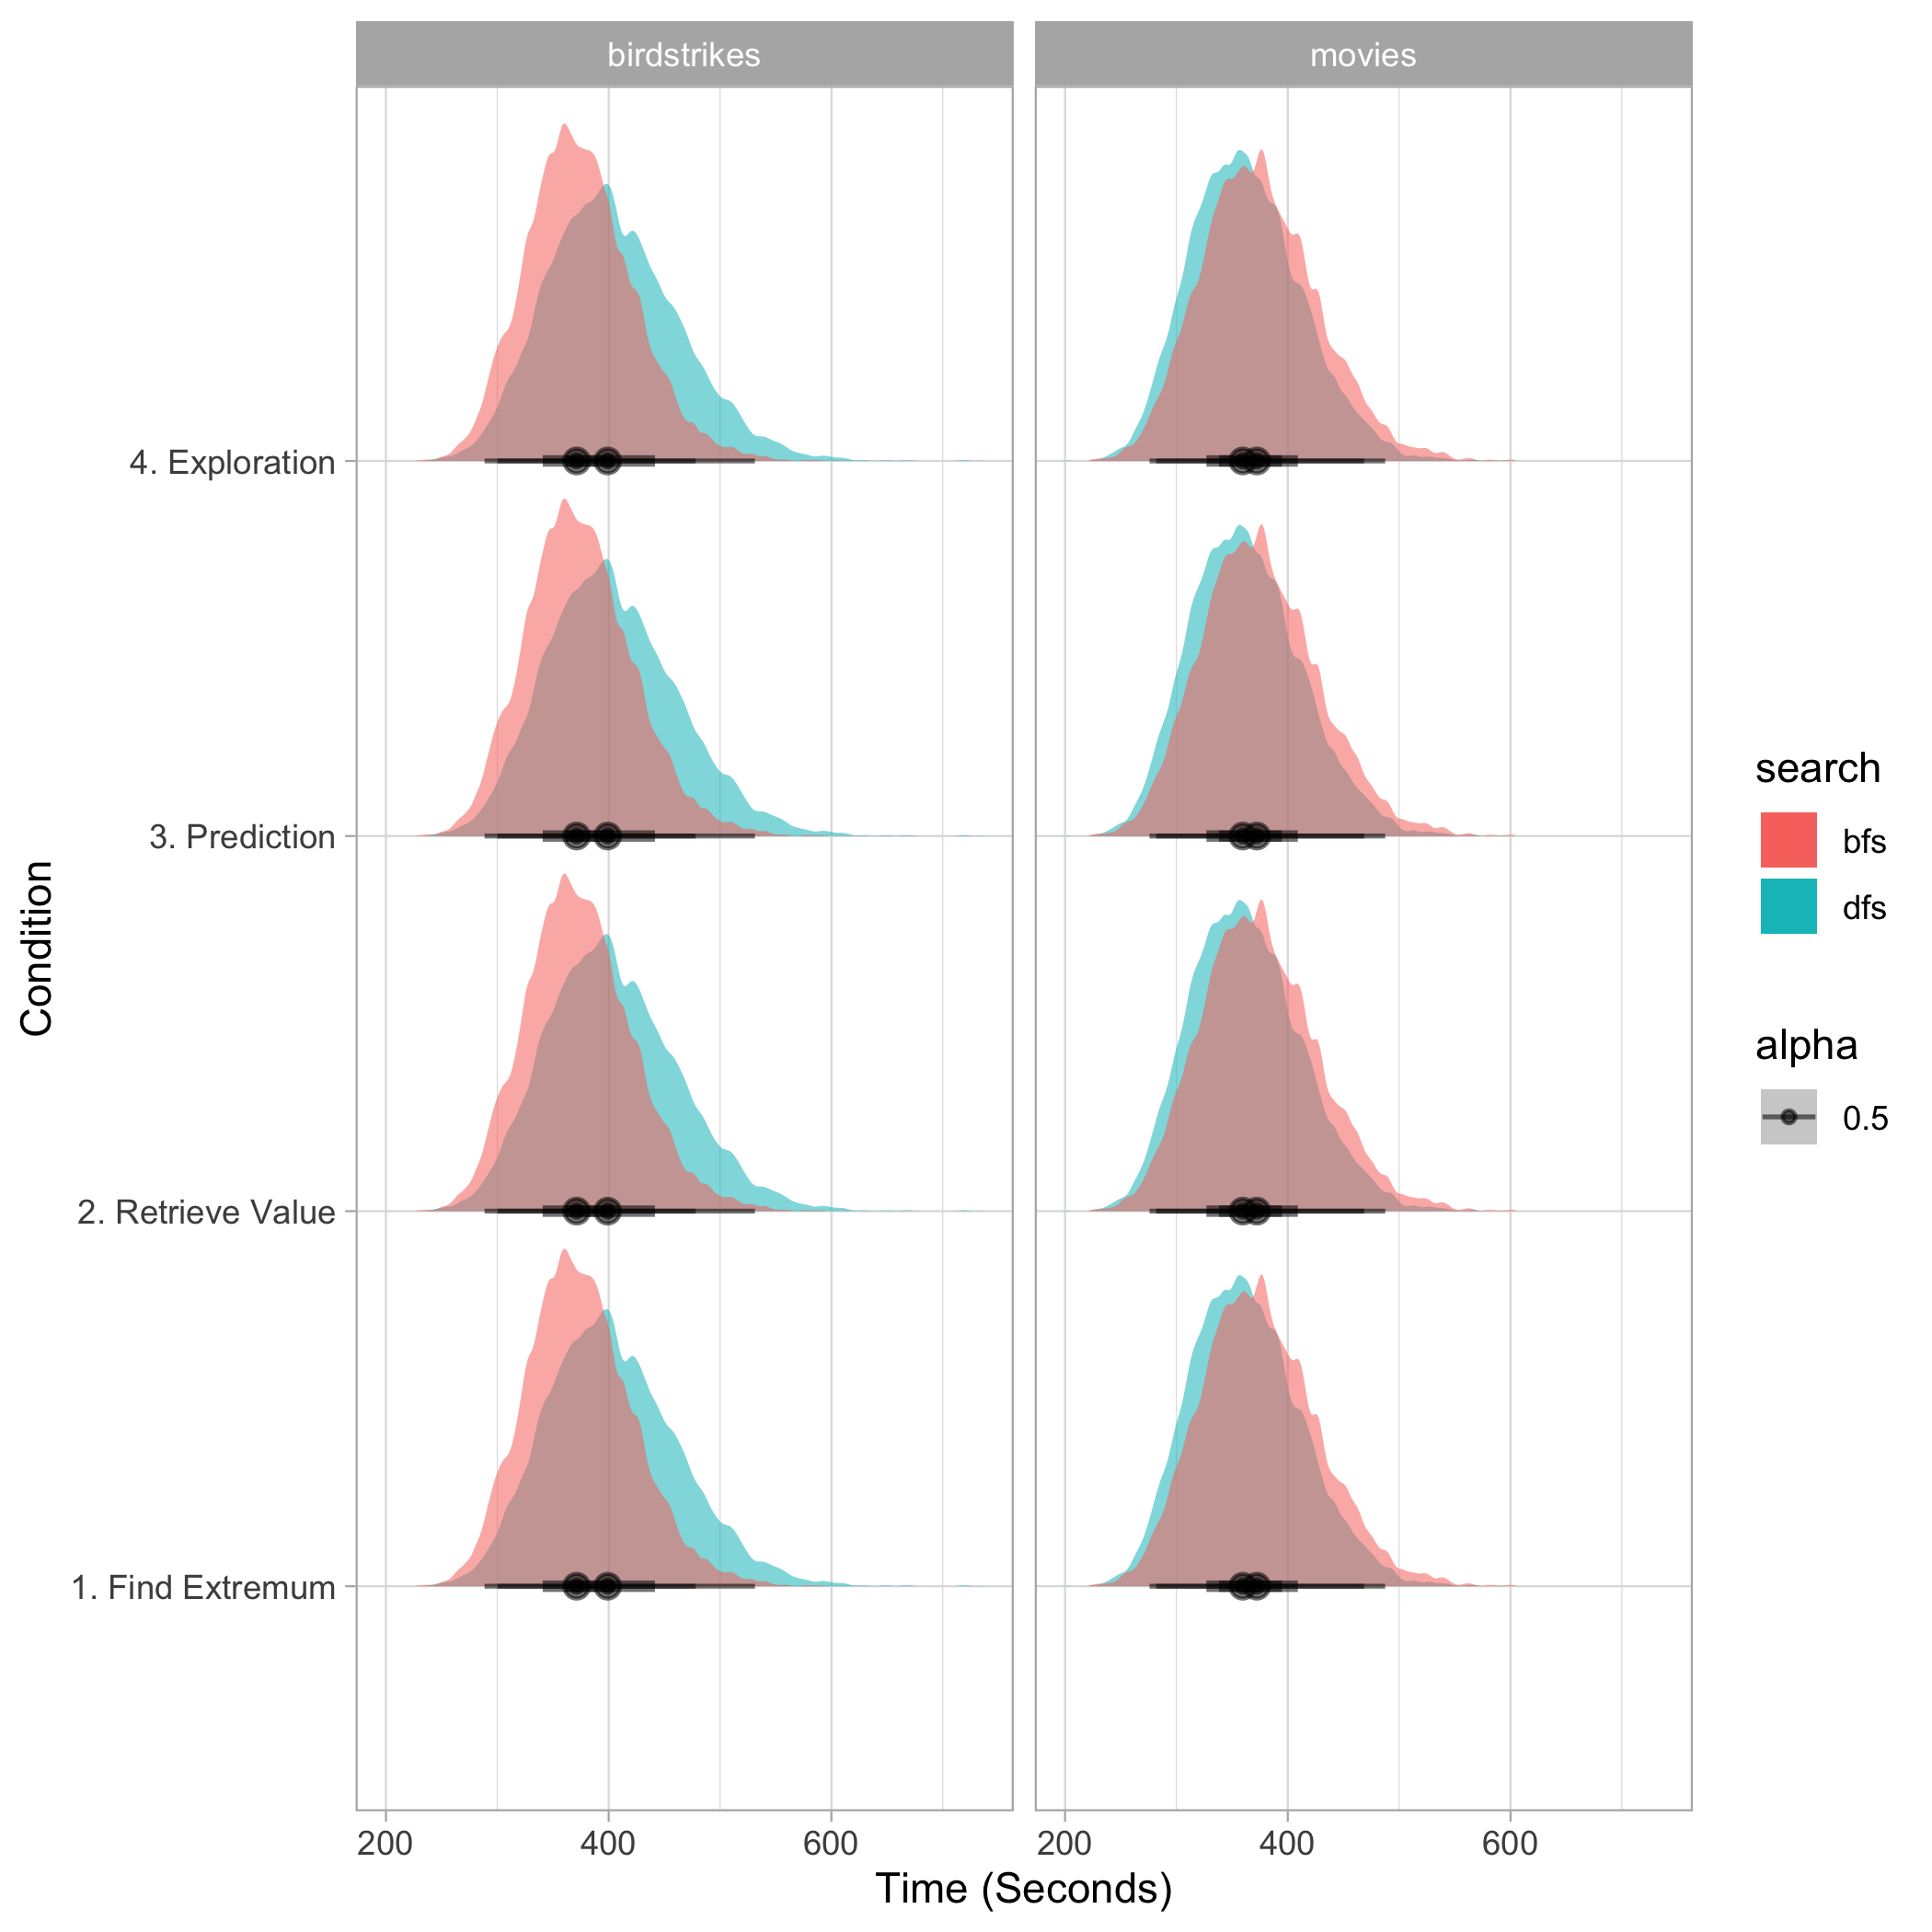 birdstrikes
movies
4. Exploration
3. Prediction
2. Retrieve Value
1. Find Extremum
Condition
200
400
600
200
400
600
Time (Seconds)
search
bfs
dfs
alpha
0.5